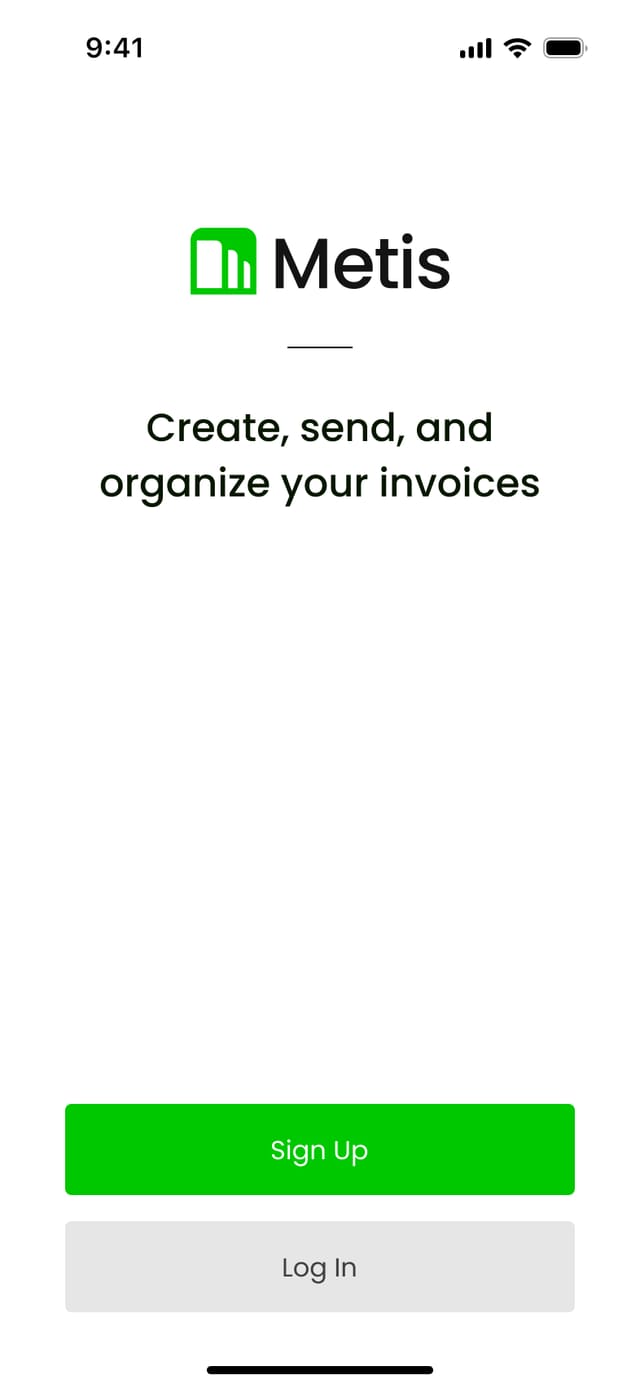 9:41
Metis
Create, send, and
organize your invoices
Sign Up
Log In